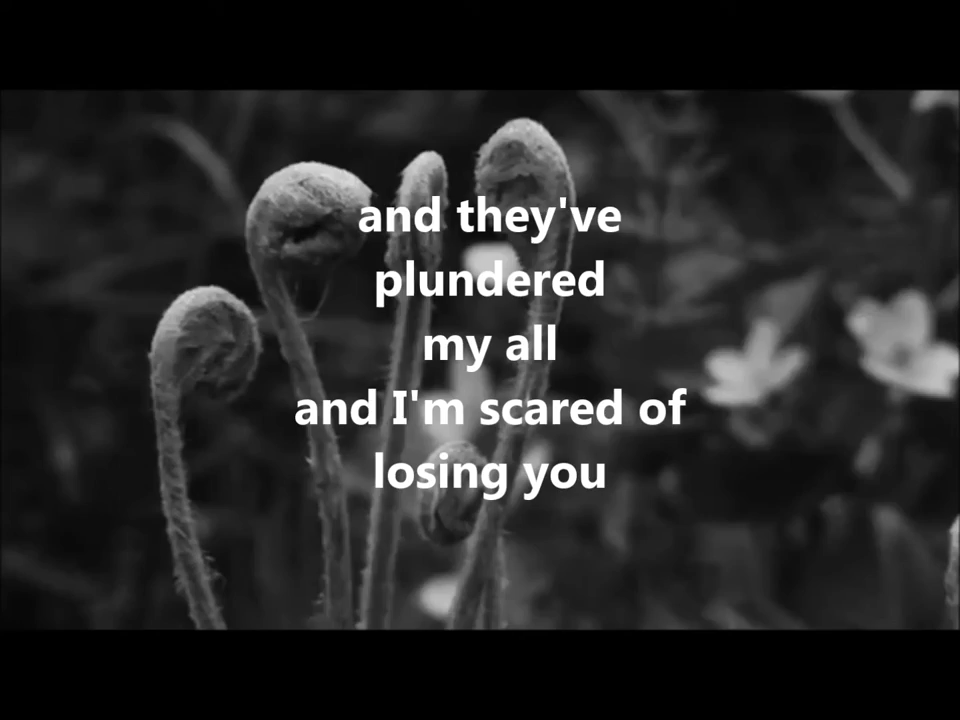 and they've
plundered
my all
and I'm scared of
losing you